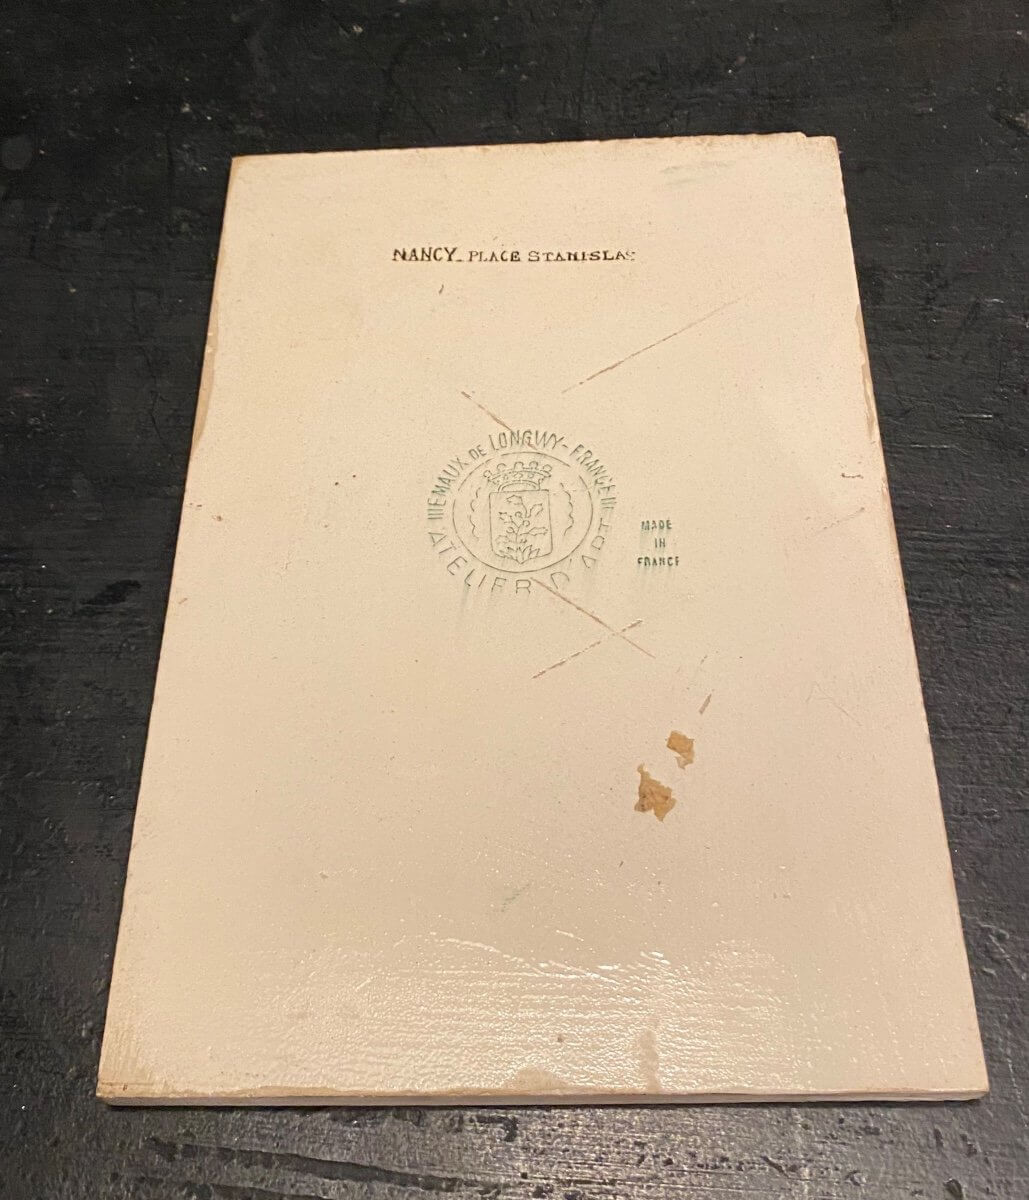 NANCY_PLACE STANISLAS
EMAUX DE LONGWY-FRANCE
ATELIER D'ART
MADE
IN
FRANCE